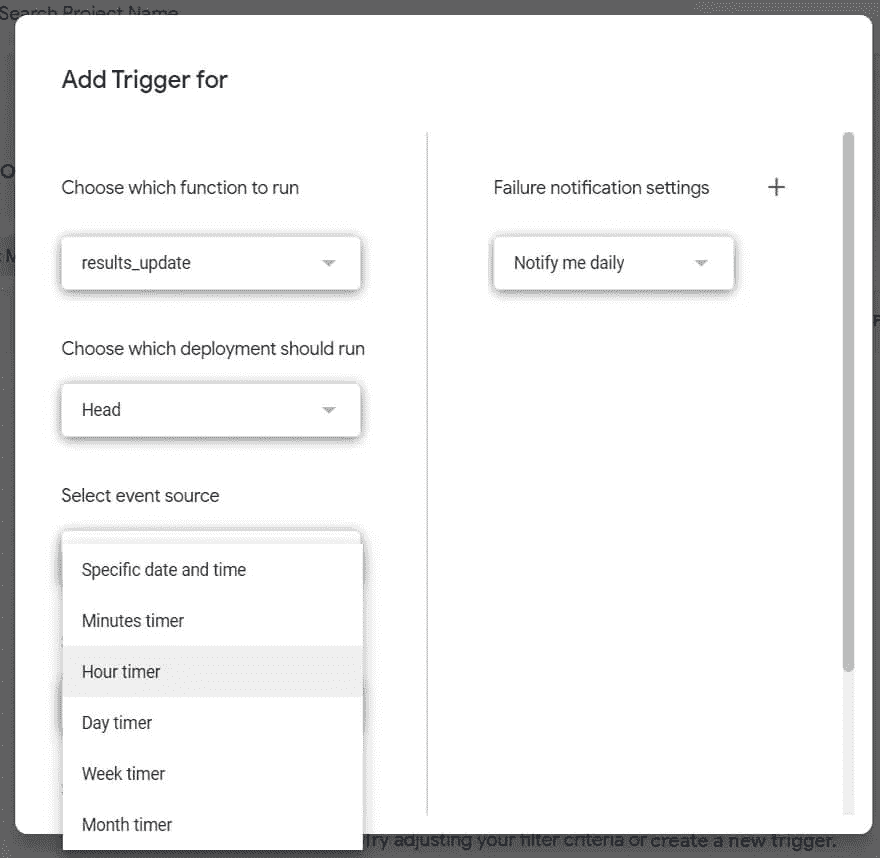 Search Project Name
Add Trigger for
Choose which function to run
results_update
Choose which deployment should run
Head
Select event source
Specific date and time
Minutes timer
Hour timer
Day timer
Week timer
Month timer
Failure notification settings
+
Notify me daily
Try adjusting your filter criteria or create a new trigger.